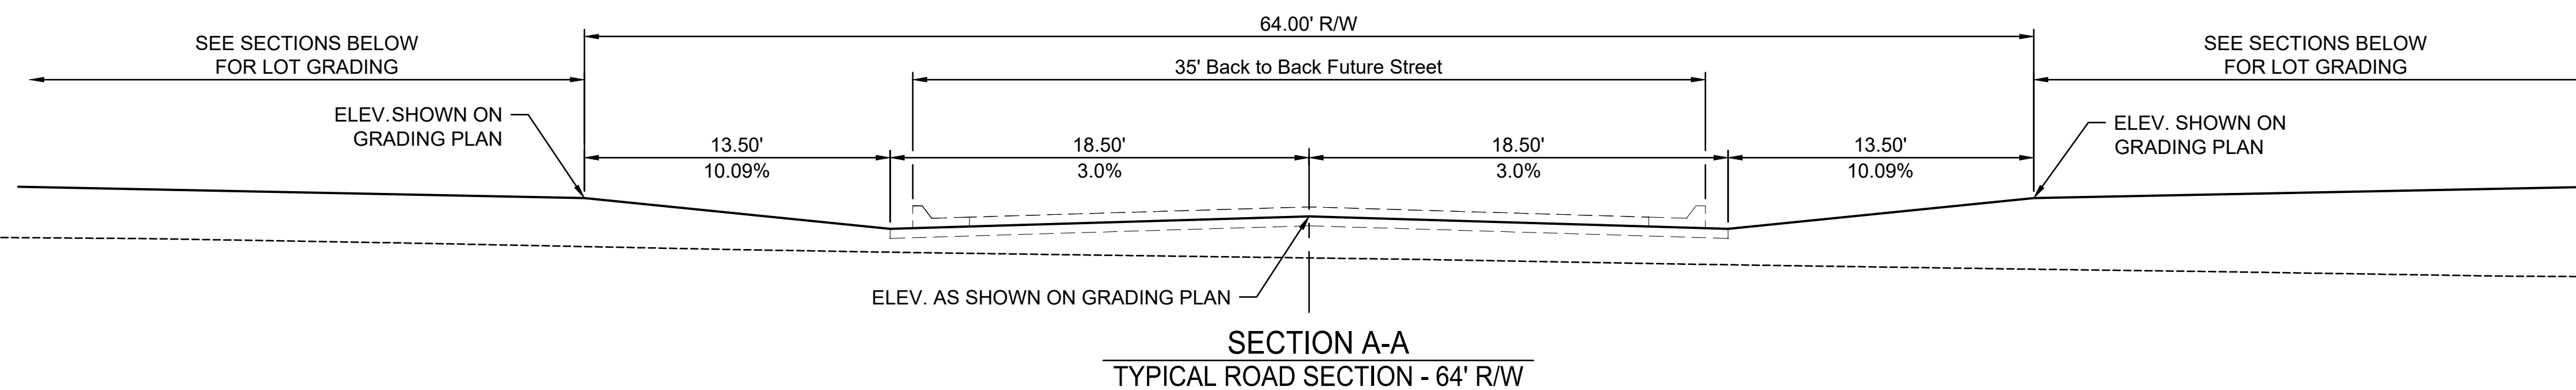 64.00' R/W
SEE SECTIONS BELOW
FOR LOT GRADING
35' Back to Back Future Street
SEE SECTIONS BELOW
FOR LOT GRADING
ELEV.SHOWN ON
GRADING PLAN
ELEV. SHOWN ON
GRADING PLAN
13.50'
10.09%
18.50'
3.0%
18.50'
3.0%
13.50'
10.09%
ELEV. AS SHOWN ON GRADING PLAN
SECTION A-A
TYPICAL ROAD SECTION - 64' R/W